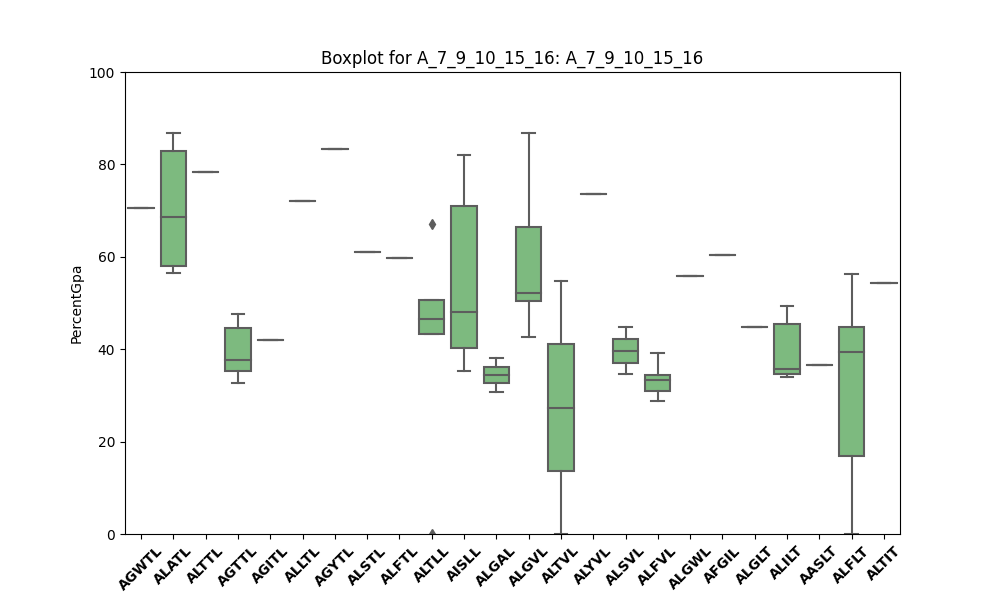 Boxplot for A_7_9_10_15_16: A_7_9_10_15_16
100
80
60
40
20
0
PercentGpa
AGWTL ALATL ALTTL AGTTL AGITL ALLTL AGYTL ALSTL ALFTL ALTLL AISLL ALGAL ALGVL ALTVL ALYVL ALSVL ALFVL ALGWL AFGIL ALGLT ALILT AASLT ALFLT ALTIT